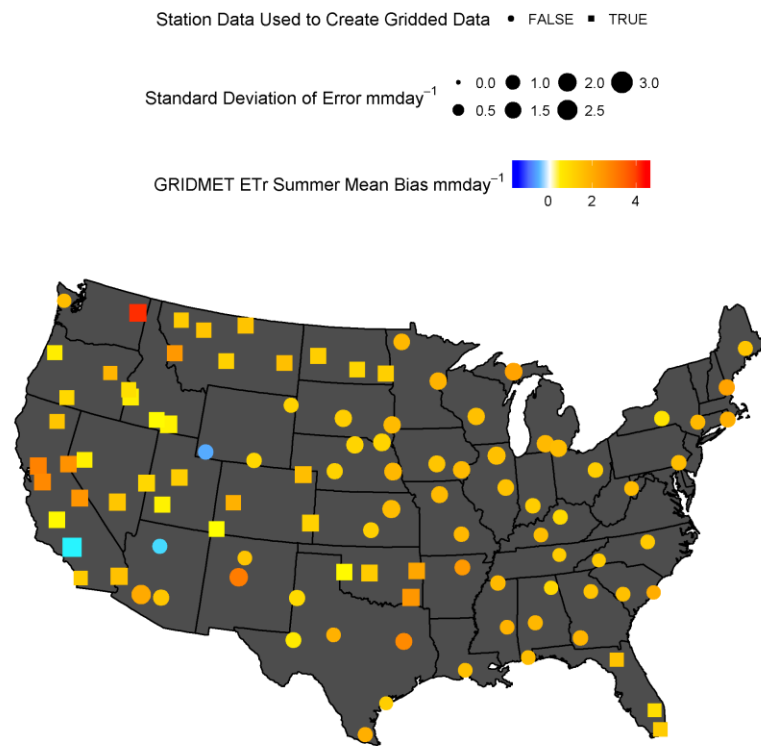 Station Data Used to Create Gridded Data FALSE TRUE
0.0 1.0 2.0 3.0
Standard Deviation of Error mmday⁻¹
0.5 1.5 2.5
GRIDMET ETr Summer Mean Bias mmday⁻¹
0 2 4